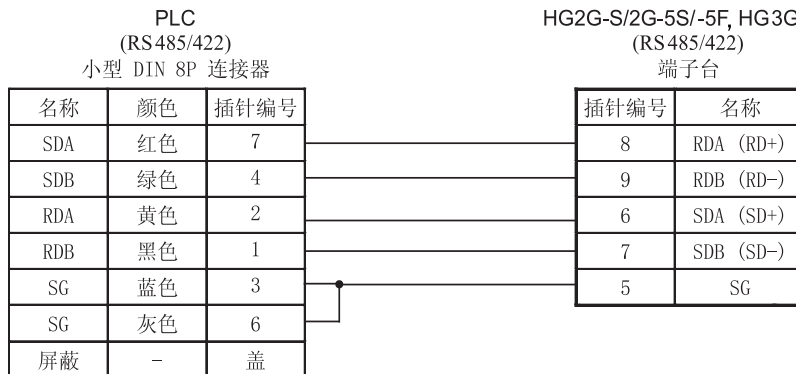 PLC
(RS485/422)
小型 DIN 8P 连接器
名称 颜色 插针编号
SDA 红色 7
SDB 绿色 4
RDA 黄色 2
RDB 黑色 1
SG 蓝色 3
SG 灰色 6
屏蔽 - 盖
HG2G-S/2G-5S/-5F, HG3G
(RS485/422)
端子台
插针编号 名称
8 RDA (RD+)
9 RDB (RD-)
6 SDA (SD+)
7 SDB (SD-)
5 SG